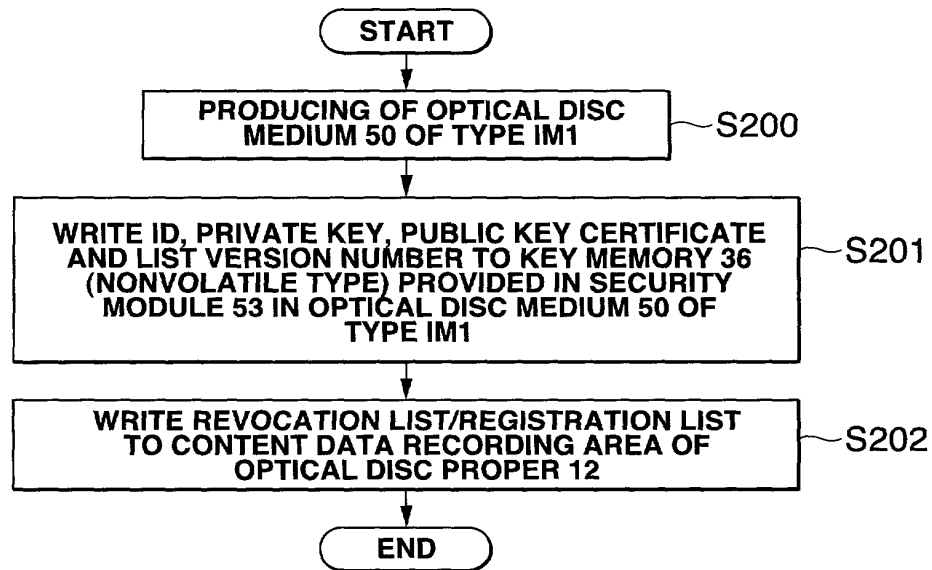 START
PRODUCING OF OPTICAL DISC
MEDIUM 50 OF TYPE IM1
S200
WRITE ID, PRIVATE KEY, PUBLIC KEY CERTIFICATE
AND LIST VERSION NUMBER TO KEY MEMORY 36
(NONVOLATILE TYPE) PROVIDED IN SECURITY
MODULE 53 IN OPTICAL DISC MEDIUM 50 OF
TYPE IM1
S201
WRITE REVOCATION LIST/REGISTRATION LIST
TO CONTENT DATA RECORDING AREA OF
OPTICAL DISC PROPER 12
S202
END